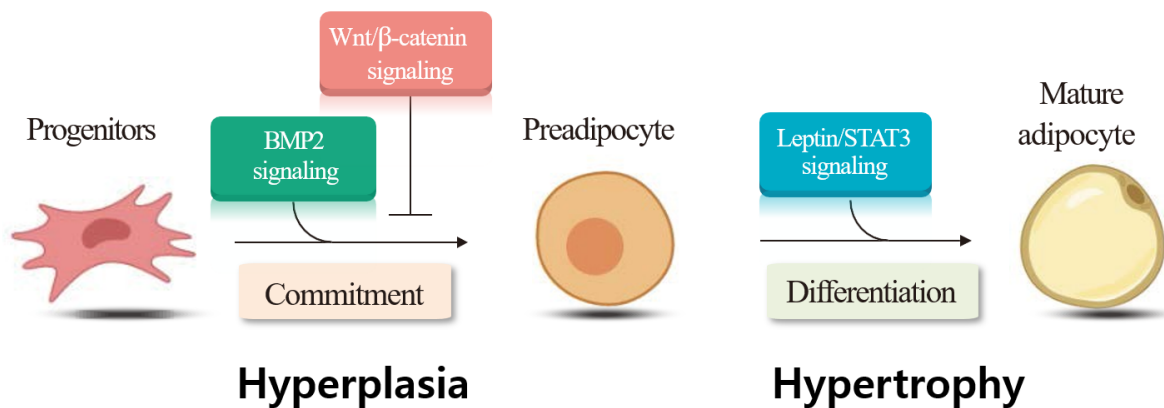 Wnt/β-catenin
signaling
Progenitors
BMP2
signaling
Preadipocyte
Leptin/STAT3
signaling
Mature
adipocyte
Commitment
Differentiation
Hyperplasia
Hypertrophy